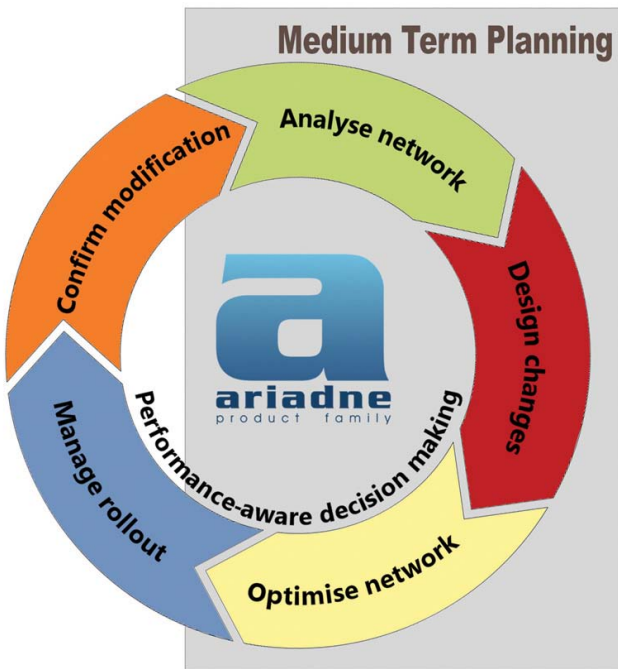 Medium Term Planning
Analyse network
Design changes
Optimise network
Manage rollout
Confirm modification
a
ariadne
product family
Performance-aware decision making